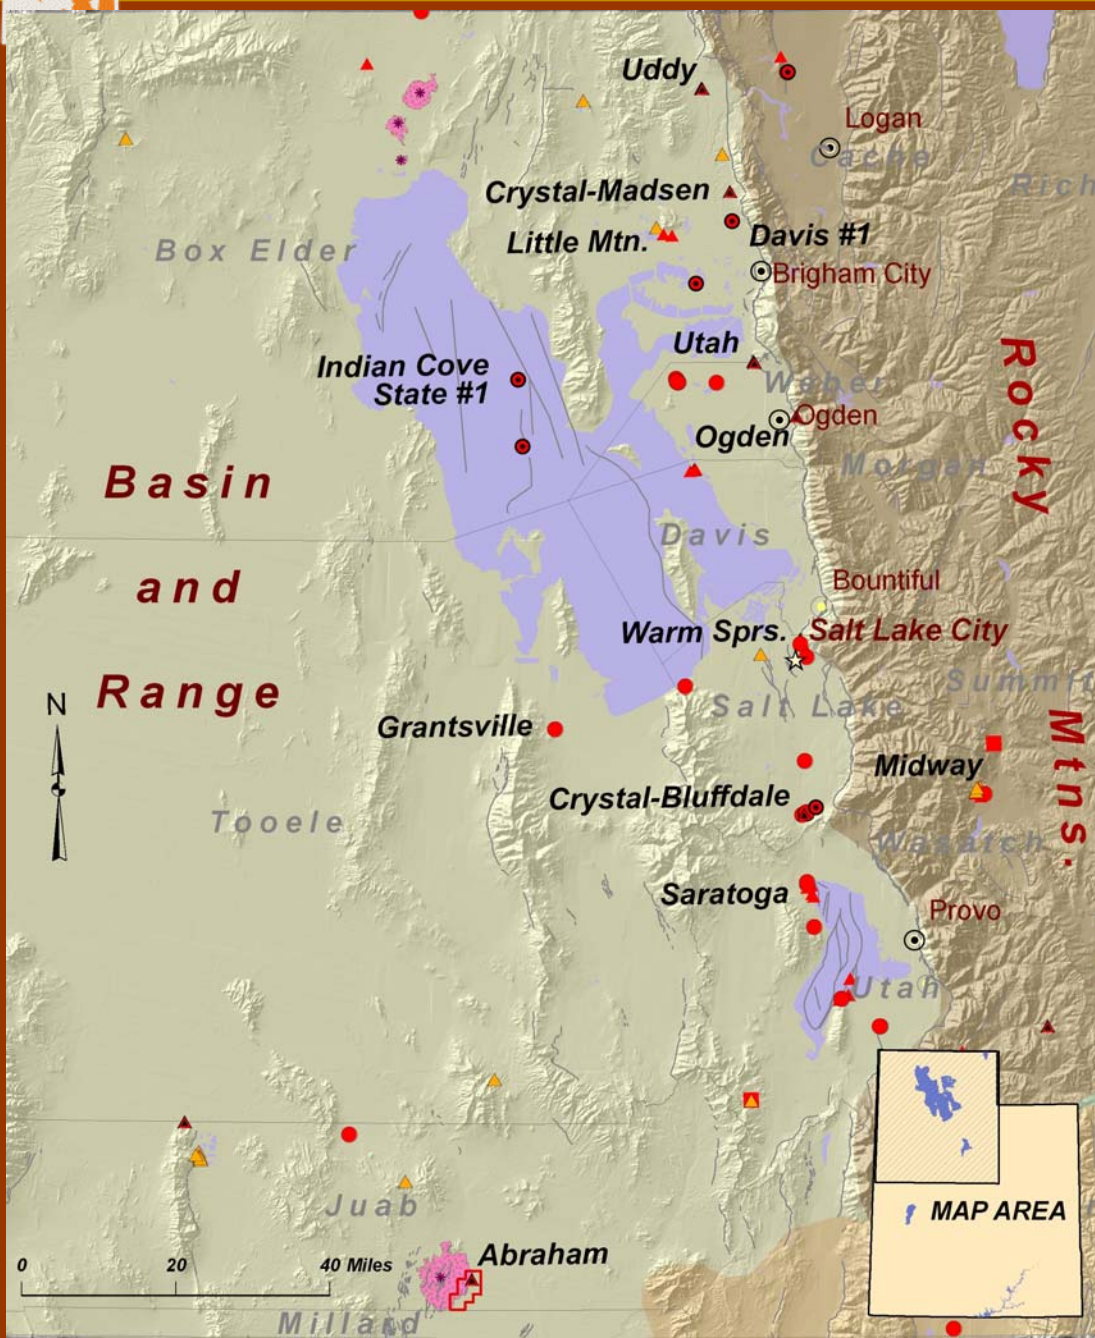 Uddy
Logan
Cache
Rich
Crystal-Madsen
Davis #1
Little Mtn.
Box Elder
Brigham City
Utah
Indian Cove
State #1
Weber
Ogden
Ogden
Rocky
Morgan
Basin
Davis
and
Bountiful
Warm Sprs.
Salt Lake City
Range
Summit
N
Salt Lake
Grantsville
Midway
Mtns.
Crystal-Bluffdale
Tooele
Wasatch
Saratoga
Provo
Utah
Juab
MAP AREA
Abraham
0 20 40 Miles
Millard